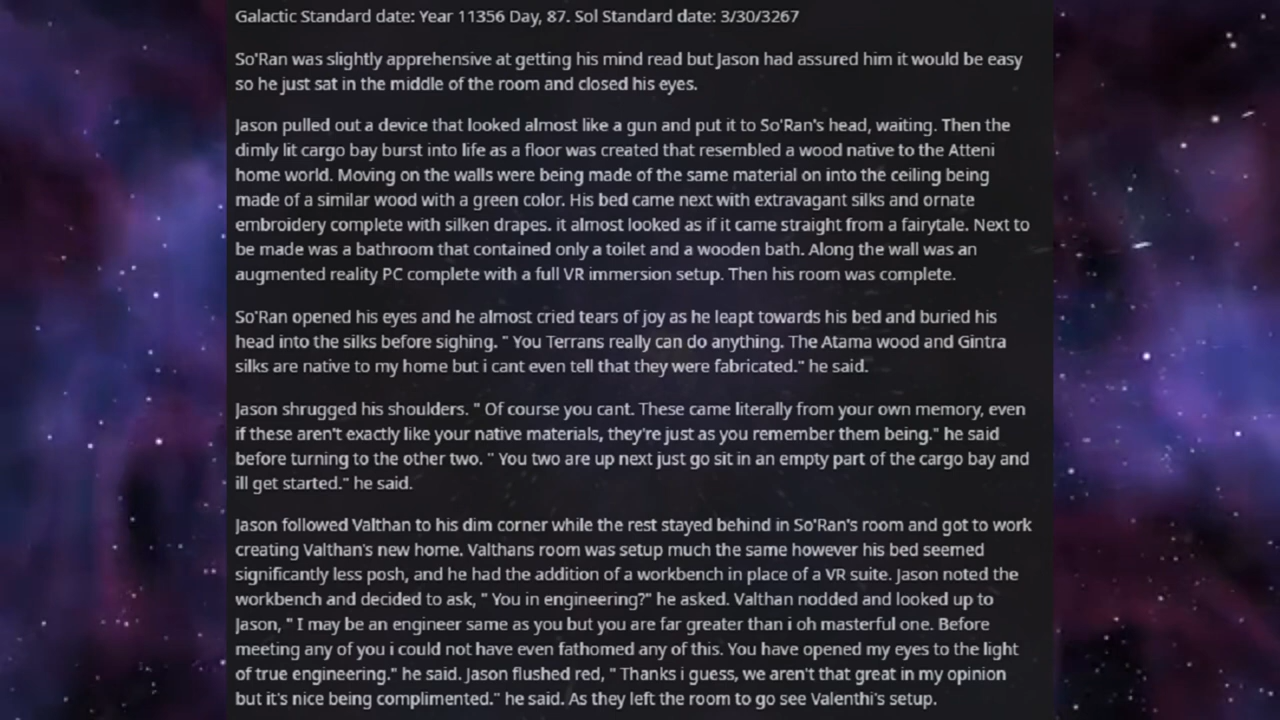 Galactic Standard date: Year 11356 Day, 87. Sol Standard date: 3/30/3267
So'Ran was slightly apprehensive at getting his mind read but Jason had assured him it would be easy
so he just sat in the middle of the room and closed his eyes.
Jason pulled out a device that looked almost like a gun and put it to So'Ran's head, waiting. Then the
dimly lit cargo bay burst into life as a floor was created that resembled a wood native to the Atteni
home world. Moving on the walls were being made of the same material on into the ceiling being
made of a similar wood with a green color. His bed came next with extravagant silks and ornate
embroidery complete with silken drapes. it almost looked as if it came straight from a fairytale. Next to
be made was a bathroom that contained only a toilet and a wooden bath. Along the wall was an
augmented reality PC complete with a full VR immersion setup. Then his room was complete.
So'Ran opened his eyes and he almost cried tears of joy as he leapt towards his bed and buried his
head into the silks before sighing. " You Terrans really can do anything. The Atama wood and Gintra
silks are native to my home but i cant even tell that they were fabricated." he said.
Jason shrugged his shoulders. " Of course you cant. These came literally from your own memory, even
if these aren't exactly like your native materials, they're just as you remember them being." he said
before turning to the other two. " You two are up next just go sit in an empty part of the cargo bay and
ill get started." he said.
Jason followed Valthan to his dim corner while the rest stayed behind in So'Ran's room and got to work
creating Valthan's new home. Valthans room was setup much the same however his bed seemed
significantly less posh, and he had the addition of a workbench in place of a VR suite. Jason noted the
workbench and decided to ask, " You in engineering?" he asked. Valthan nodded and looked up to
Jason, " I may be an engineer same as you but you are far greater than i oh masterful one. Before
meeting any of you i could not have even fathomed any of this. You have opened my eyes to the light
of true engineering." he said. Jason flushed red, " Thanks i guess, we aren't that great in my opinion
but it's nice being complimented." he said. As they left the room to go see Valenthi's setup.